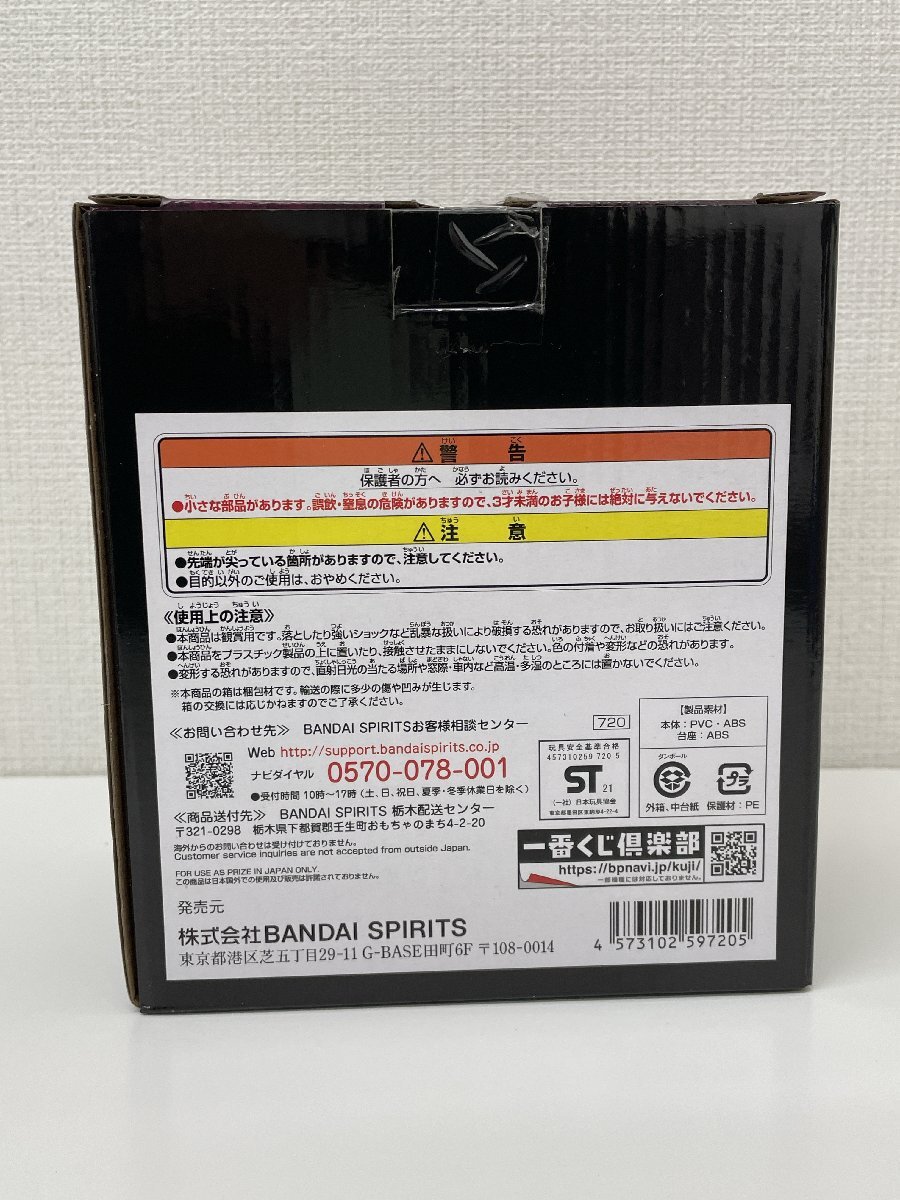 ⚠警告
保護者の方へ 必ずお読みください。
●小さな部品があります。誤飲・窒息の危険がありますので、3才未満のお子様には絶対に与えないでください。
⚠注意
●先端が尖っている箇所がありますので、注意してください。
●目的以外のご使用は、おやめください。
《使用上の注意》
●本商品は観賞用です。落としたり強いショックなど乱暴な扱いにより破損する恐れがありますので、お取り扱いにはご注意ください。
●本商品をプラスチック製品の上に置いたり、接触させたままにしないでください。色の付着や変形などの恐れがあります。
●変形する恐れがありますので、直射日光の当たる場所や窓際・車内など高温・多湿のところには置かないでください。
※本商品の箱は梱包材です。輸送の際に多少の傷や凹みが生じます。
箱の交換には応じかねますのでご了承ください。
≪お問い合わせ先≫ BANDAI SPIRITSお客様相談センター
Web http://support.bandaispirits.co.jp
ナビダイヤル 0570-078-001
●受付時間 10時～17時(土、日、祝日、夏季・冬季休業日を除く)
≪商品送付先≫ BANDAI SPIRITS 栃木配送センター
〒321-0298 栃木県下都賀郡壬生町おもちゃのまち4-2-20
海外からのお問い合わせは受け付けておりません。
Customer service inquiries are not accepted from outside Japan.
FOR USE AS PRIZE IN JAPAN ONLY.
この商品は日本国外での使用及び販売は許諾されておりません。
発売元
株式会社BANDAI SPIRITS
東京都港区芝五丁目29-11 G-BASE田町6F 〒108-0014
720
【製品素材】
本体：PVC・ABS
台座：ABS
玩具安全基準合格
457310259 720 5
ST
21
(一社) 日本玩具協会
ダンボール
外箱、中台紙
プラ
保護材：PE
一番くじ倶楽部
https://bpnavi.jp/kuji/
一部機種には対応しておりません。
4 573102 597205